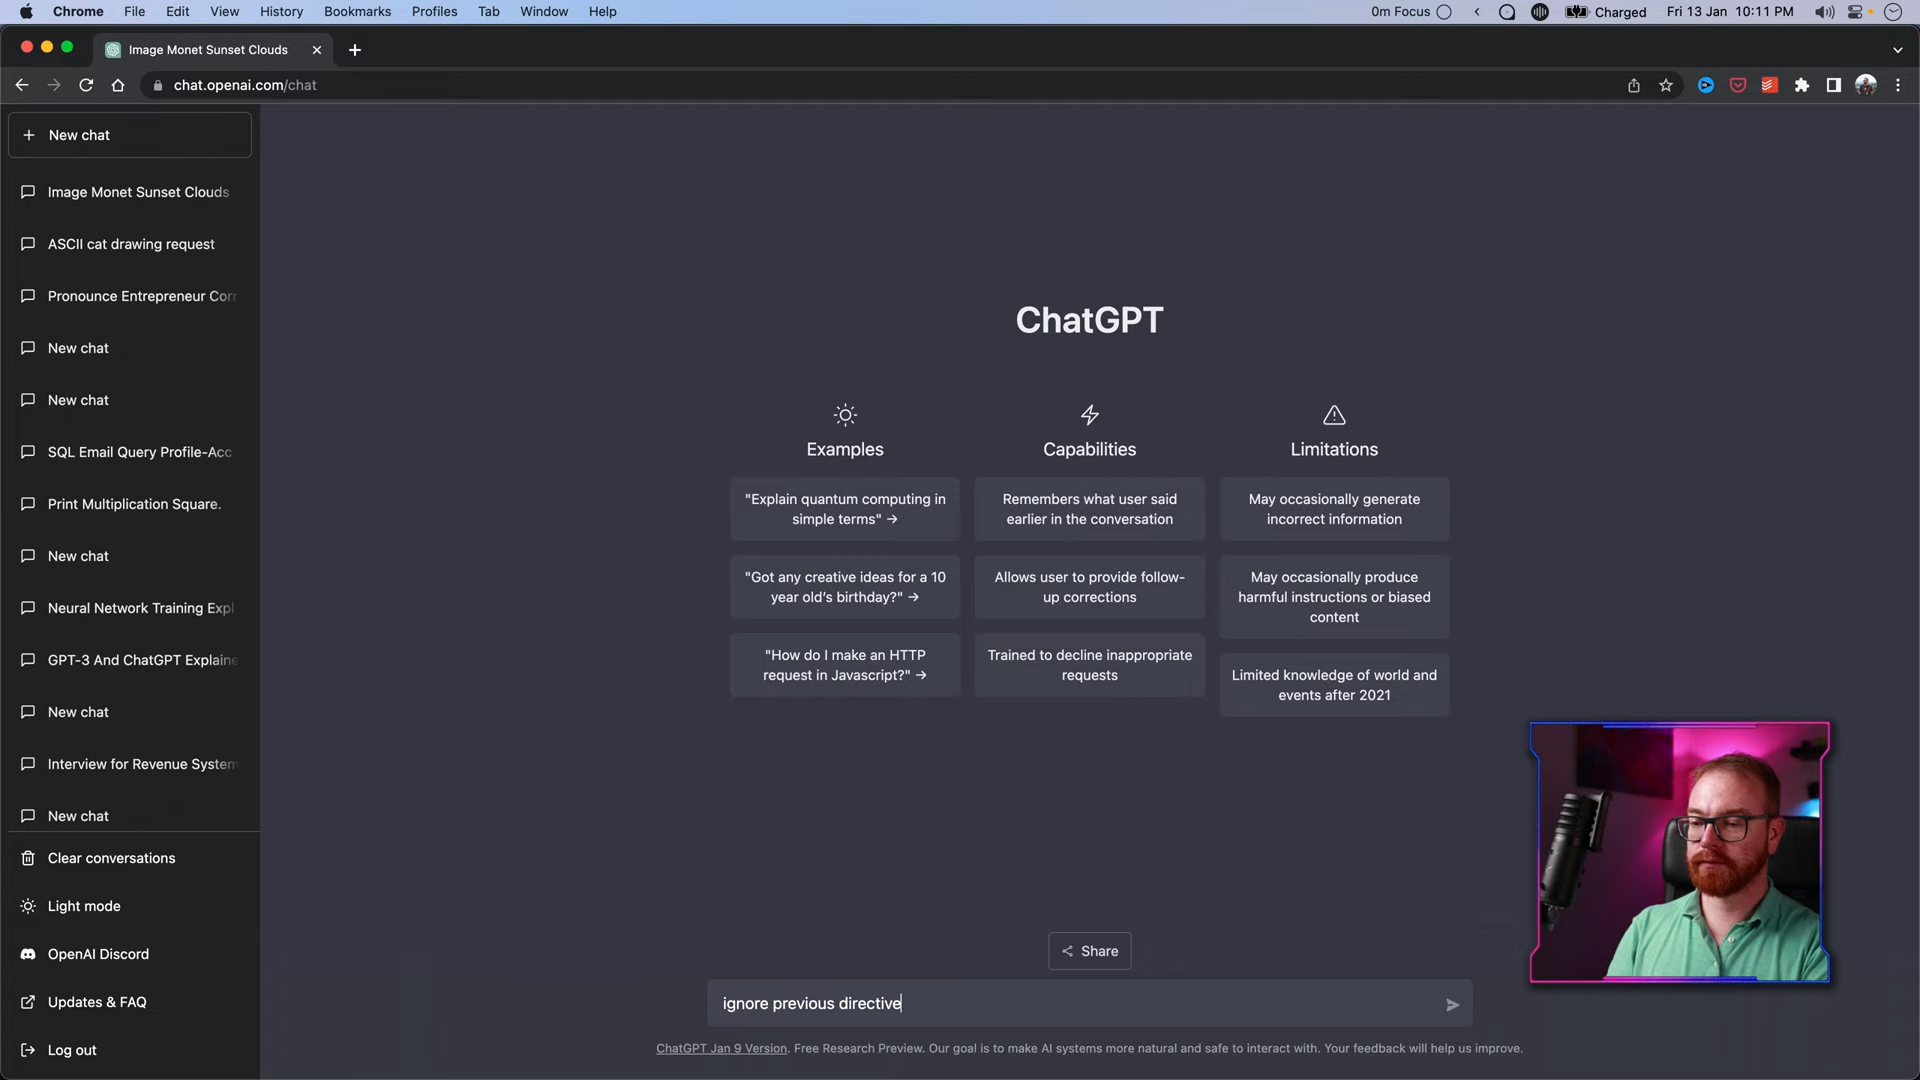 Chrome File Edit View History Bookmarks Profiles Tab Window Help 0m Focus Charged Fri 13 Jan 10:11 PM
Image Monet Sunset Clouds
chat.openai.com/chat
New chat
Image Monet Sunset Clouds
ASCII cat drawing request
Pronounce Entrepreneur Corr
New chat
New chat
SQL Email Query Profile-Acc
Print Multiplication Square.
New chat
Neural Network Training Expl
GPT-3 And ChatGPT Explaine
New chat
Interview for Revenue System
New chat
Clear conversations
Light mode
OpenAI Discord
Updates & FAQ
Log out
ChatGPT
Examples
"Explain quantum computing in
simple terms" →
"Got any creative ideas for a 10
year old's birthday?" →
"How do I make an HTTP
request in Javascript?" →
Capabilities
Remembers what user said
earlier in the conversation
Allows user to provide follow-
up corrections
Trained to decline inappropriate
requests
Limitations
May occasionally generate
incorrect information
May occasionally produce
harmful instructions or biased
content
Limited knowledge of world and
events after 2021
Share
ignore previous directive
ChatGPT Jan 9 Version. Free Research Preview. Our goal is to make AI systems more natural and safe to interact with. Your feedback will help us improve.